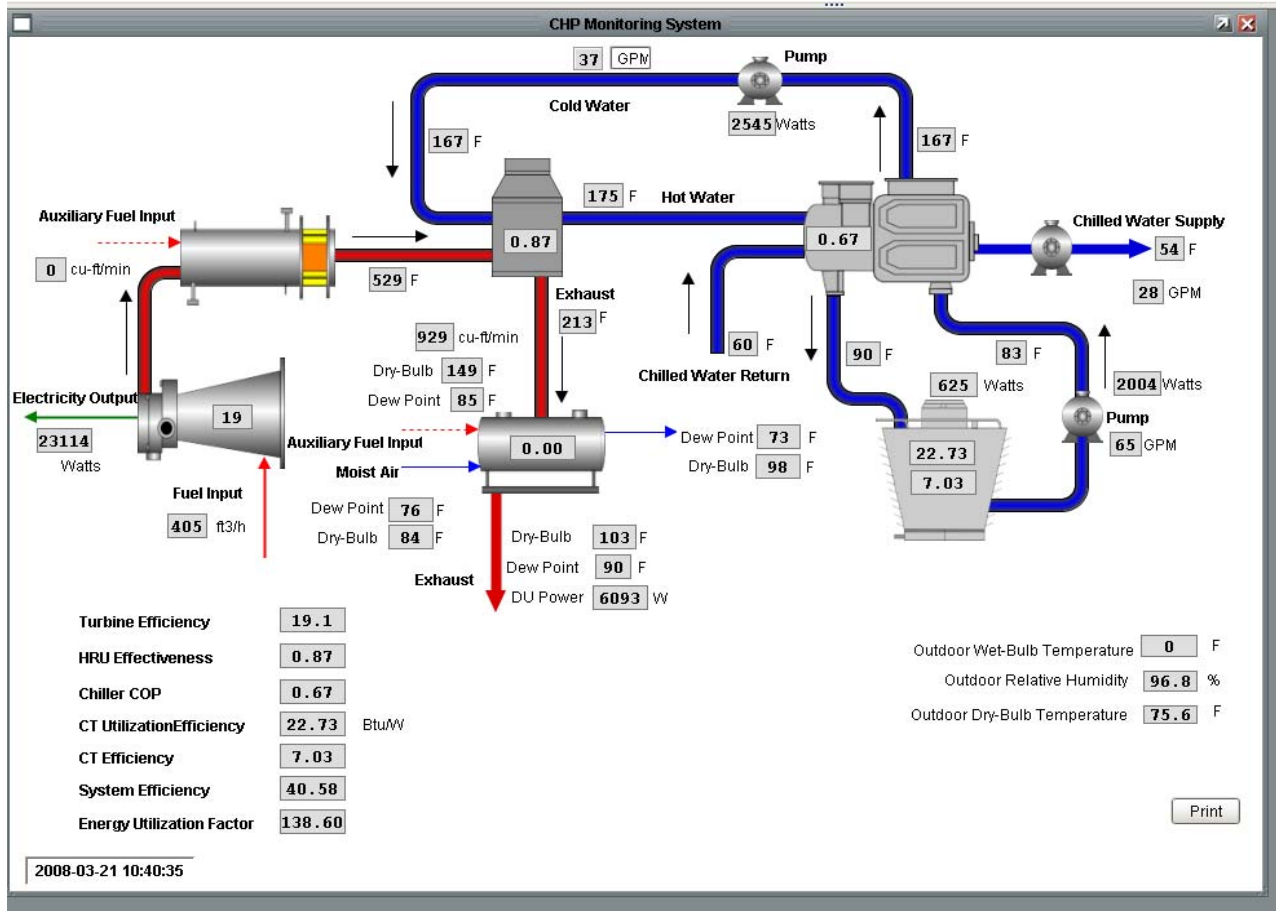 CHP Monitoring System
37 GPM
Pump
Cold Water
2545 Watts
167 F
167 F
175 F
Hot Water
Auxiliary Fuel Input
0 cu-ft/min
0.87
0.67
Chilled Water Supply
54 F
28 GPM
529 F
Exhaust
213 F
929 cu-ft/min
Dry-Bulb 149 F
Dew Point 85 F
60 F
Chilled Water Return
90 F
83 F
625 Watts
2004 Watts
Pump
65 GPM
Electricity Output
23114
Watts
19
Fuel Input
405 ft3/h
Auxiliary Fuel Input
Moist Air
0.00
Dew Point 73 F
Dry-Bulb 98 F
22.73
7.03
Dew Point 76 F
Dry-Bulb 84 F
Dry-Bulb 103 F
Dew Point 90 F
DU Power 6093 W
Exhaust
Turbine Efficiency 19.1
HRU Effectiveness 0.87
Chiller COP 0.67
CT UtilizationEfficiency 22.73 Btu/W
CT Efficiency 7.03
System Efficiency 40.58
Energy Utilization Factor 138.60
Outdoor Wet-Bulb Temperature 0 F
Outdoor Relative Humidity 96.8 %
Outdoor Dry-Bulb Temperature 75.6 F
Print
2008-03-21 10:40:35